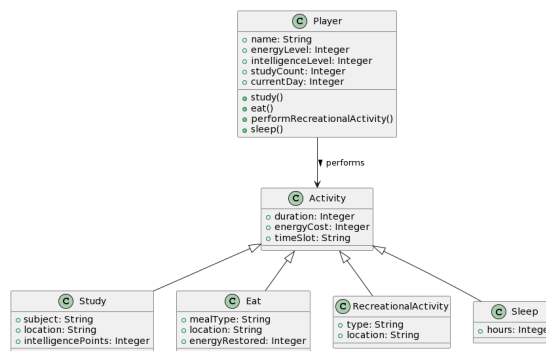 C Player
name: String
energyLevel: Integer
intelligenceLevel: Integer
studyCount: Integer
currentDay: Integer
study()
eat()
performRecreationalActivity()
sleep()
performs
C Activity
duration: Integer
energyCost: Integer
timeSlot: String
C Study
subject: String
location: String
intelligencePoints: Integer
C Eat
mealType: String
location: String
energyRestored: Integer
C RecreationalActivity
type: String
location: String
C Sleep
hours: Intege